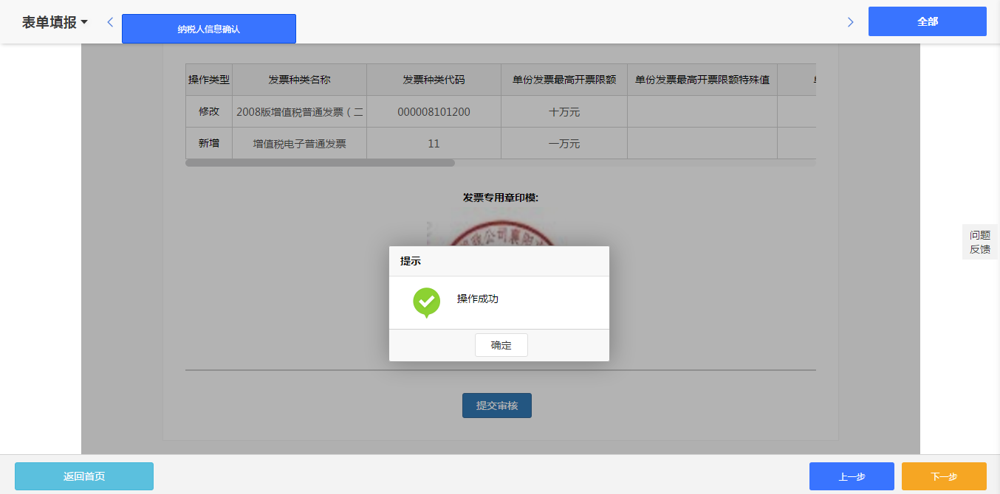 表单填报
纳税人信息确认
全部
操作类型 发票种类名称 发票种类代码 单份发票最高开票限额 单份发票最高开票限额特殊值
修改 2008版增值税普通发票（二 000008101200 十万元
新增 增值税电子普通发票 11 一万元
发票专用章印模:
公司襄阳
问题
反馈
提示
操作成功
确定
提交审核
返回首页
上一步
下一步